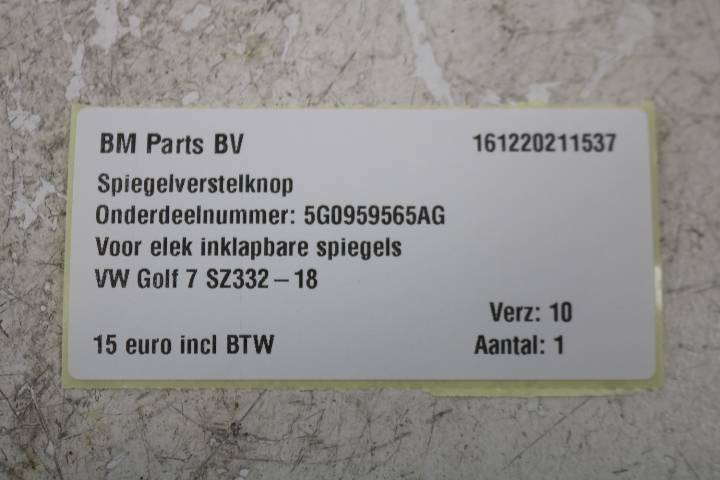 BM Parts BV 161220211537
Spiegelverstelknop
Onderdeelnummer: 5G0959565AG
Voor elek inklapbare spiegels
VW Golf 7 SZ332-18
Verz: 10
15 euro incl BTW Aantal: 1